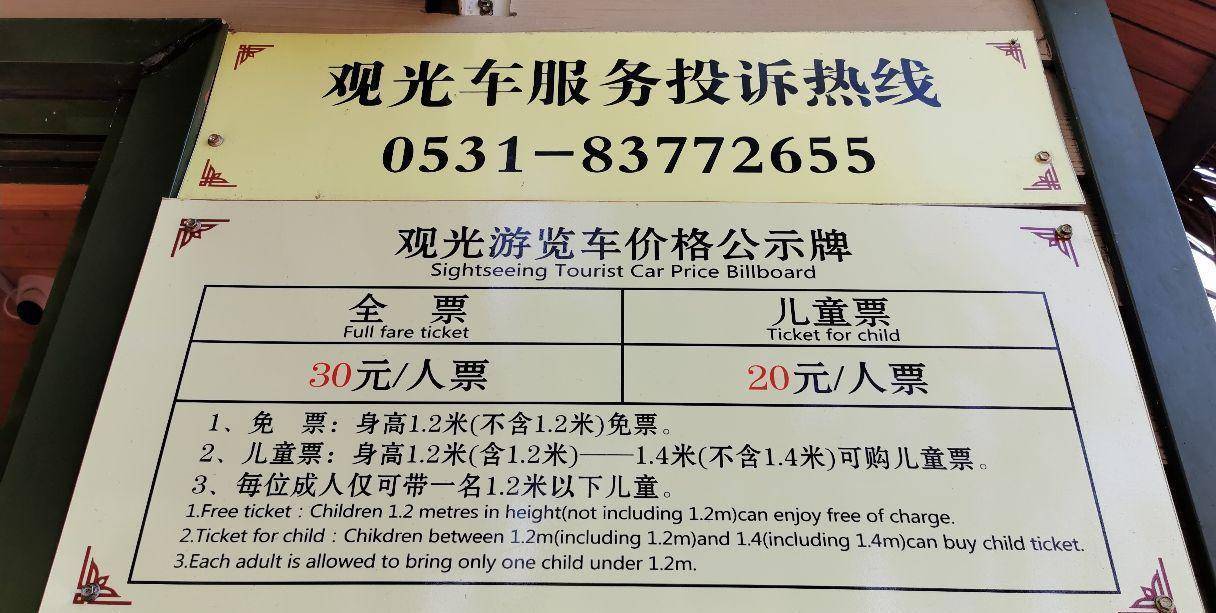 观光车服务投诉热线
0531-83772655
观光游览车价格公示牌
Sightseeing Tourist Car Price Billboard
全 票 儿童票
Full fare ticket Ticket for child
30元/人票 20元/人票
1、免 票：身高1.2米(不含1.2米)免票。
2、儿童票：身高1.2米(含1.2米)——1.4米(不含1.4米)可购儿童票。
3、每位成人仅可带一名1.2米以下儿童。
1.Free ticket : Children 1.2 metres in height(not including 1.2m)can enjoy free of charge.
2.Ticket for child : Chikdren between 1.2m(including 1.2m)and 1.4(including 1.4m)can buy child ticket.
3.Each adult is allowed to bring only one child under 1.2m.